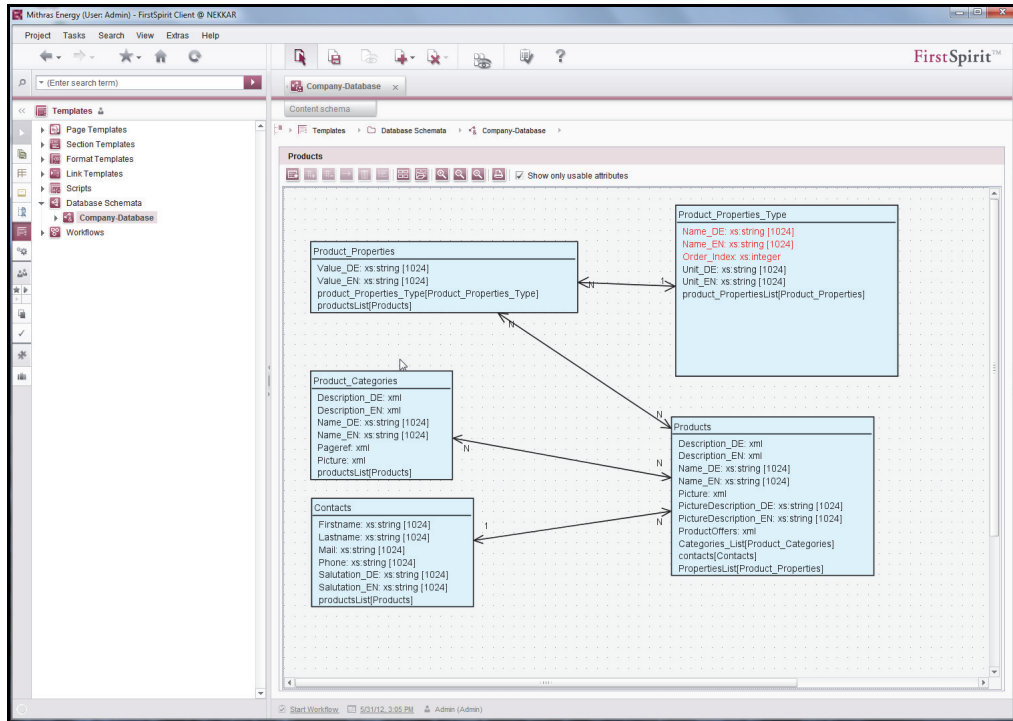 Mithras Energy (User: Admin) - FirstSpirit Client @ NEKKAR
Project Tasks Search View Extras Help
FirstSpirit™
(Enter search term)
Company-Database x
Content schema
Templates
Templates Database Schemata Company-Database
Page Templates
Section Templates
Format Templates
Link Templates
Scripts
Database Schemata
Company-Database
Workflows
Products
Show only usable attributes
Product_Properties_Type
Name_DE: xs:string [1024]
Name_EN: xs:string [1024]
Order_Index: xs:integer
Unit_DE: xs:string [1024]
Unit_EN: xs:string [1024]
product_PropertiesList[Product_Properties]
Product_Properties
Value_DE: xs:string [1024]
Value_EN: xs:string [1024]
product_Properties_Type[Product_Properties_Type]
productsList[Products]
N
1
N
N
Product_Categories
Description_DE: xml
Description_EN: xml
Name_DE: xs:string [1024]
Name_EN: xs:string [1024]
Pageref: xml
Picture: xml
productsList[Products]
N
N
Products
Description_DE: xml
Description_EN: xml
Name_DE: xs:string [1024]
Name_EN: xs:string [1024]
Picture: xml
PictureDescription_DE: xs:string [1024]
PictureDescription_EN: xs:string [1024]
ProductOffers: xml
Categories_List[Product_Categories]
contacts[Contacts]
PropertiesList[Product_Properties]
Contacts
Firstname: xs:string [1024]
Lastname: xs:string [1024]
Mail: xs:string [1024]
Phone: xs:string [1024]
Salutation_DE: xs:string [1024]
Salutation_EN: xs:string [1024]
productsList[Products]
1
N
Start Workflow 5/31/12, 3:05 PM Admin (Admin)